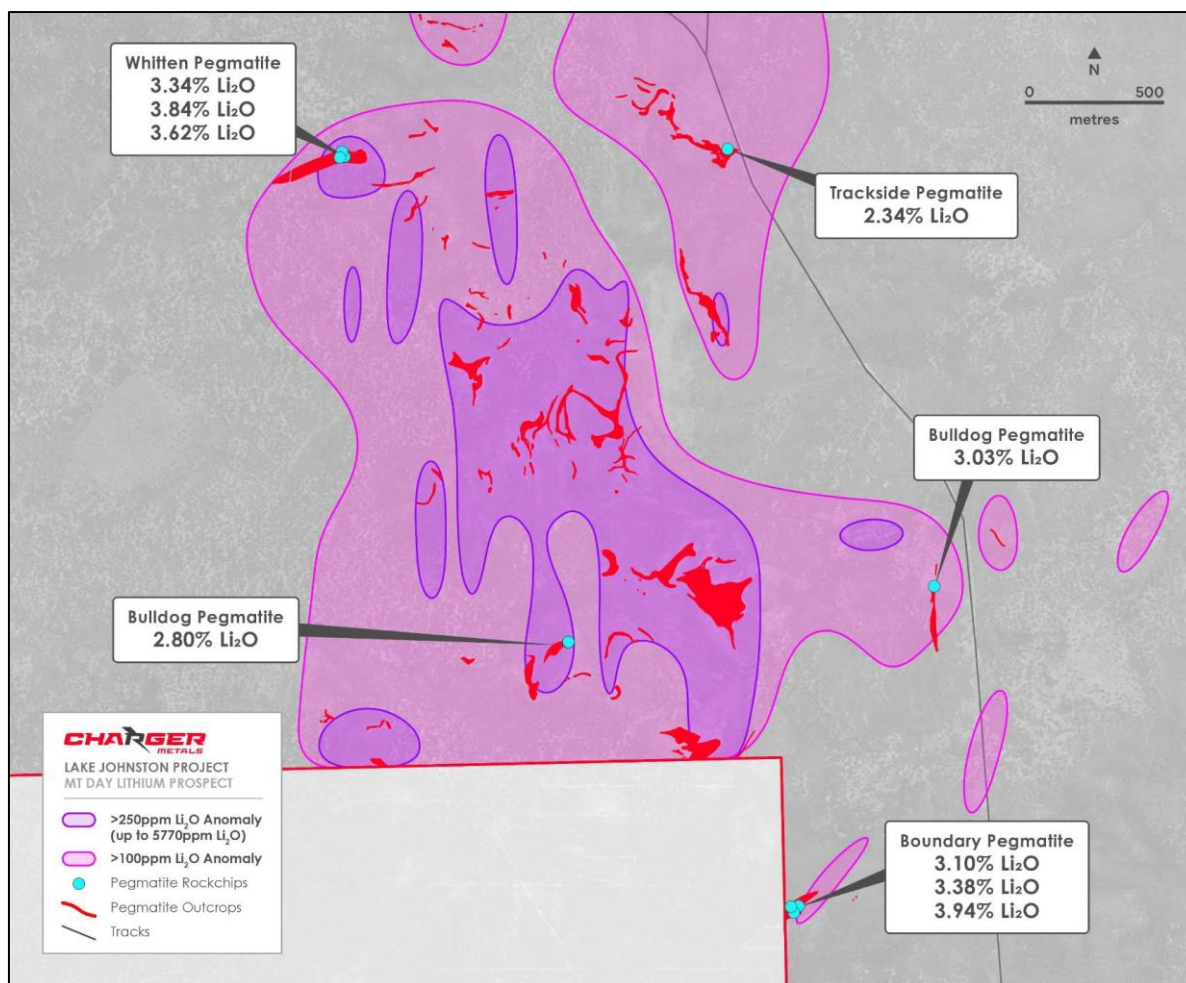 Whitten Pegmatite
3.34% Li₂O
3.84% Li₂O
3.62% Li₂O
N
0 500
metres
Trackside Pegmatite
2.34% Li₂O
Bulldog Pegmatite
3.03% Li₂O
Bulldog Pegmatite
2.80% Li₂O
CHARGER
METALS
LAKE JOHNSTON PROJECT
MT DAY LITHIUM PROSPECT
>250ppm Li₂O Anomaly
(up to 5770ppm Li₂O)
>100ppm Li₂O Anomaly
Pegmatite Rockchips
Pegmatite Outcrops
Tracks
Boundary Pegmatite
3.10% Li₂O
3.38% Li₂O
3.94% Li₂O